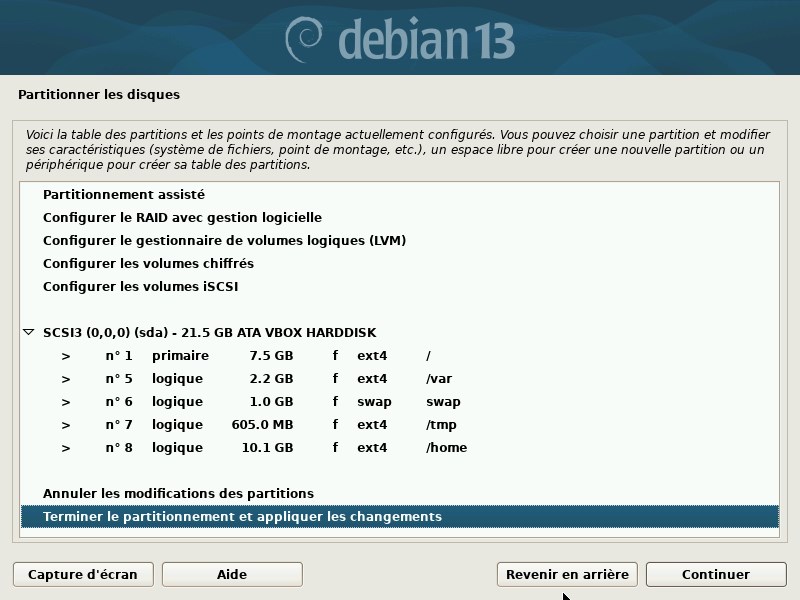 debian 13
Partitionner les disques
Voici la table des partitions et les points de montage actuellement configurés. Vous pouvez choisir une partition et modifier
ses caractéristiques (système de fichiers, point de montage, etc.), un espace libre pour créer une nouvelle partition ou un
périphérique pour créer sa table des partitions.
Partitionnement assisté
Configurer le RAID avec gestion logicielle
Configurer le gestionnaire de volumes logiques (LVM)
Configurer les volumes chiffrés
Configurer les volumes iSCSI
SCSI3 (0,0,0) (sda) - 21.5 GB ATA VBOX HARDDISK
> n° 1 primaire 7.5 GB f ext4 /
> n° 5 logique 2.2 GB f ext4 /var
> n° 6 logique 1.0 GB f swap swap
> n° 7 logique 605.0 MB f ext4 /tmp
> n° 8 logique 10.1 GB f ext4 /home
Annuler les modifications des partitions
Terminer le partitionnement et appliquer les changements
Capture d'écran Aide Revenir en arrière Continuer